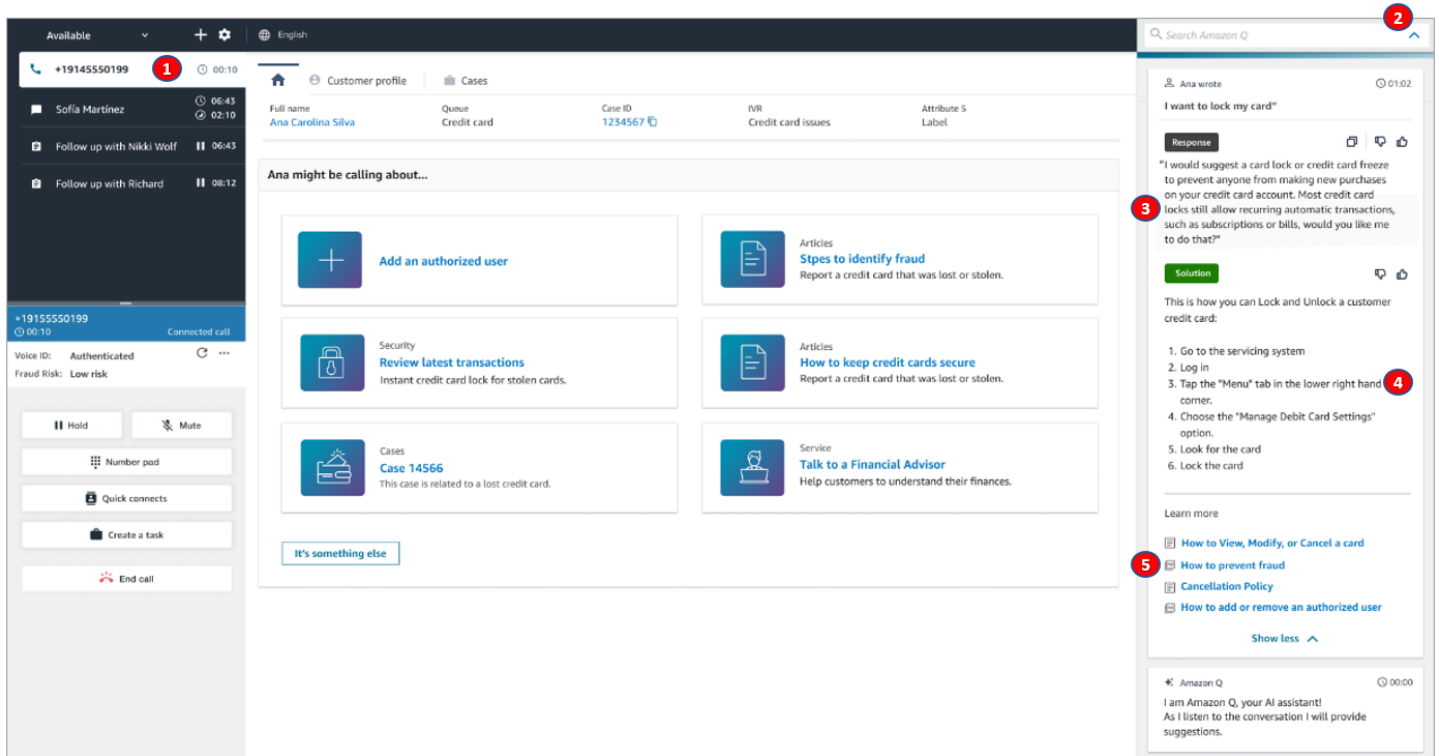 Available
English
Search Amazon Q
2
+19145550199
1
00:10
Sofía Martínez
06:43
02:10
Follow up with Nikki Wolf
06:43
Follow up with Richard
08:12
+19155550199
00:10
Connected call
Voice ID: Authenticated
Fraud Risk: Low risk
Hold
Mute
Number pad
Quick connects
Create a task
End call
Customer profile
Cases
Full name
Queue
Case ID
IVR
Attribute 5
Ana Carolina Silva
Credit card
1234567
Credit card issues
Label
Ana might be calling about...
Add an authorized user
Articles
Stpes to identify fraud
Report a credit card that was lost or stolen.
Security
Review latest transactions
Instant credit card lock for stolen cards.
Articles
How to keep credit cards secure
Report a credit card that was lost or stolen.
Cases
Case 14566
This case is related to a lost credit card.
Service
Talk to a Financial Advisor
Help customers to understand their finances.
It's something else
Ana wrote
01:02
I want to lock my card"
Response
"I would suggest a card lock or credit card freeze
to prevent anyone from making new purchases
on your credit card account. Most credit card
3
locks still allow recurring automatic transactions,
such as subscriptions or bills, would you like me
to do that?"
Solution
This is how you can Lock and Unlock a customer
credit card:
1. Go to the servicing system
2. Log in
3. Tap the "Menu" tab in the lower right hand
4
corner.
4. Choose the "Manage Debit Card Settings"
option.
5. Look for the card
6. Lock the card
Learn more
How to View, Modify, or Cancel a card
5
How to prevent fraud
Cancellation Policy
How to add or remove an authorized user
Show less
Amazon Q
00:00
I am Amazon Q, your AI assistant!
As I listen to the conversation I will provide
suggestions.